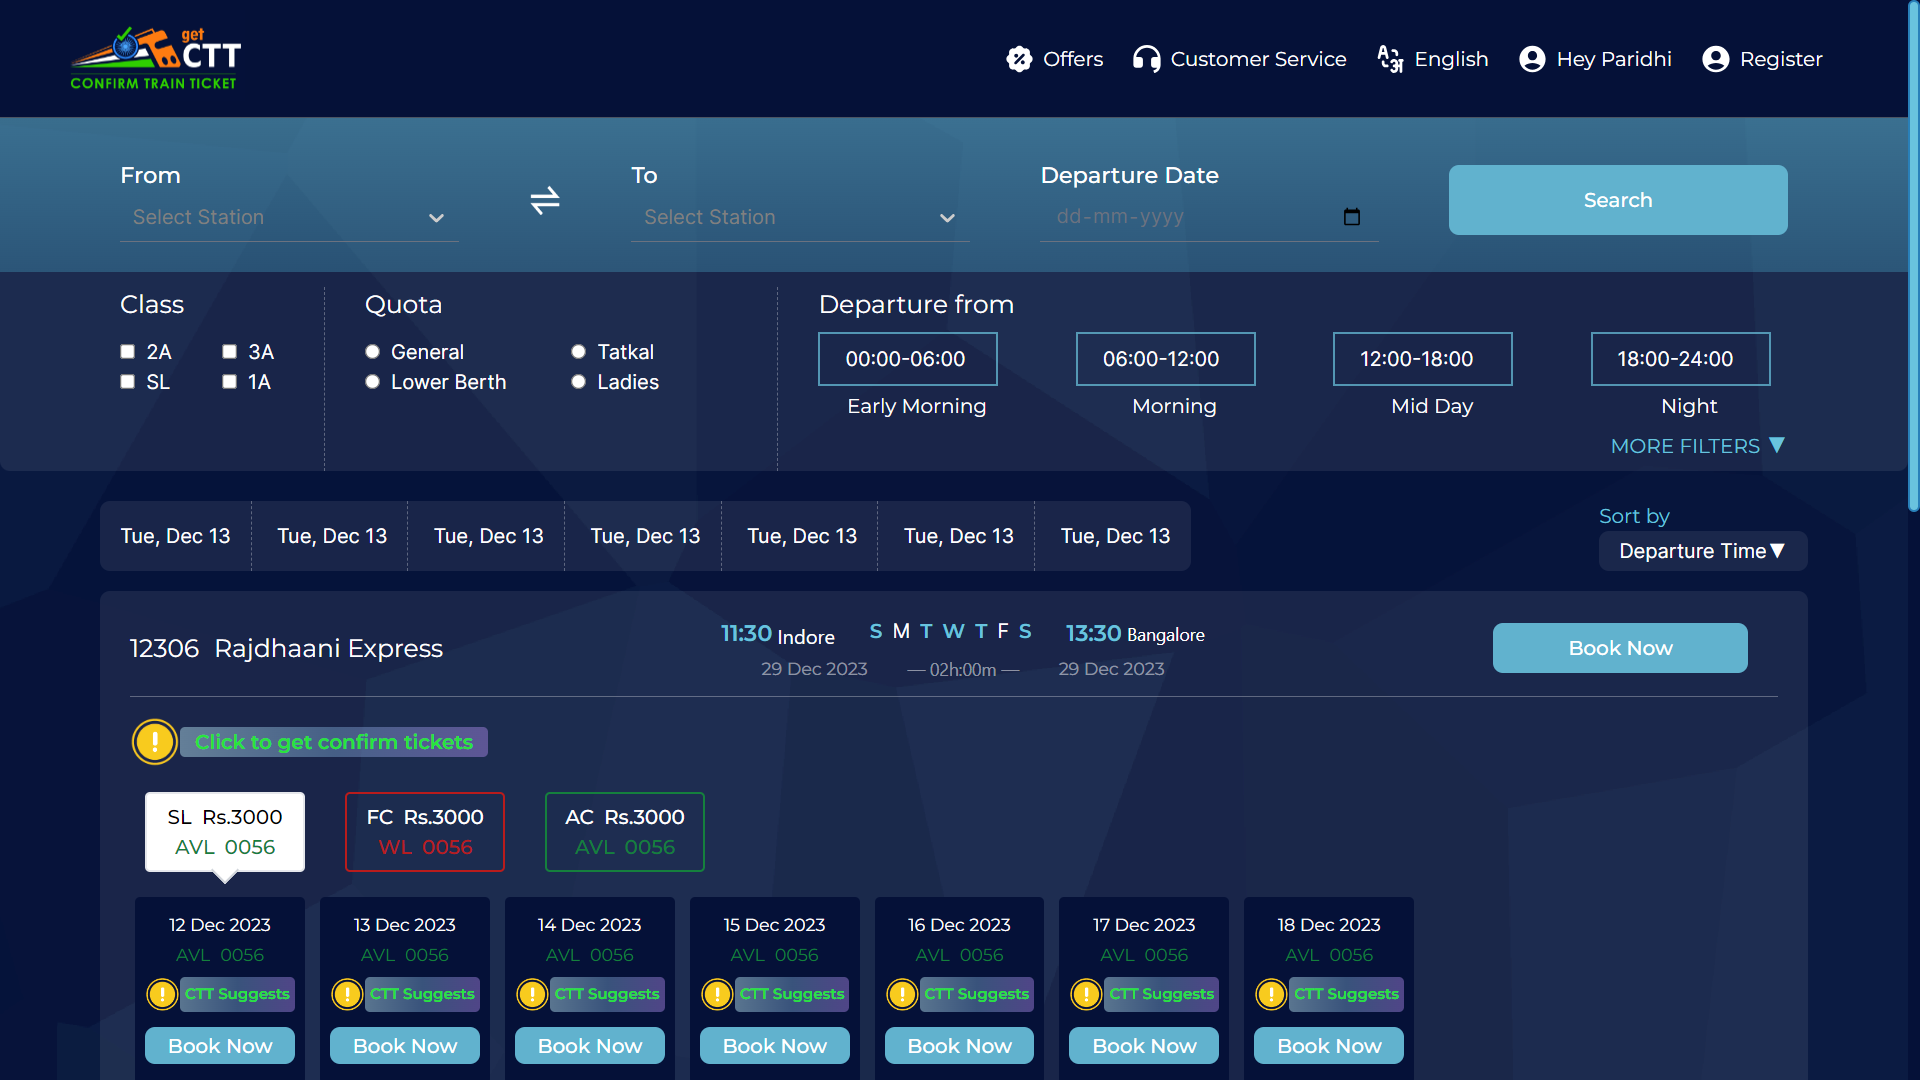 get
CTT
CONFIRM TRAIN TICKET
Offers
Customer Service
English
Hey Paridhi
Register
From
Select Station
To
Select Station
Departure Date
dd-mm-yyyy
Search
Class
2A 3A
SL 1A
Quota
General Tatkal
Lower Berth Ladies
Departure from
00:00-06:00 06:00-12:00 12:00-18:00 18:00-24:00
Early Morning Morning Mid Day Night
MORE FILTERS ▼
Tue, Dec 13 Tue, Dec 13 Tue, Dec 13 Tue, Dec 13 Tue, Dec 13 Tue, Dec 13 Tue, Dec 13
Sort by
Departure Time▼
12306 Rajdhaani Express
11:30 Indore S M T W T F S 13:30 Bangalore
29 Dec 2023 — 02h:00m — 29 Dec 2023
Book Now
! Click to get confirm tickets
SL Rs.3000 FC Rs.3000 AC Rs.3000
AVL 0056 WL 0056 AVL 0056
12 Dec 2023 13 Dec 2023 14 Dec 2023 15 Dec 2023 16 Dec 2023 17 Dec 2023 18 Dec 2023
AVL 0056 AVL 0056 AVL 0056 AVL 0056 AVL 0056 AVL 0056 AVL 0056
! CTT Suggests ! CTT Suggests ! CTT Suggests ! CTT Suggests ! CTT Suggests ! CTT Suggests ! CTT Suggests
Book Now Book Now Book Now Book Now Book Now Book Now Book Now